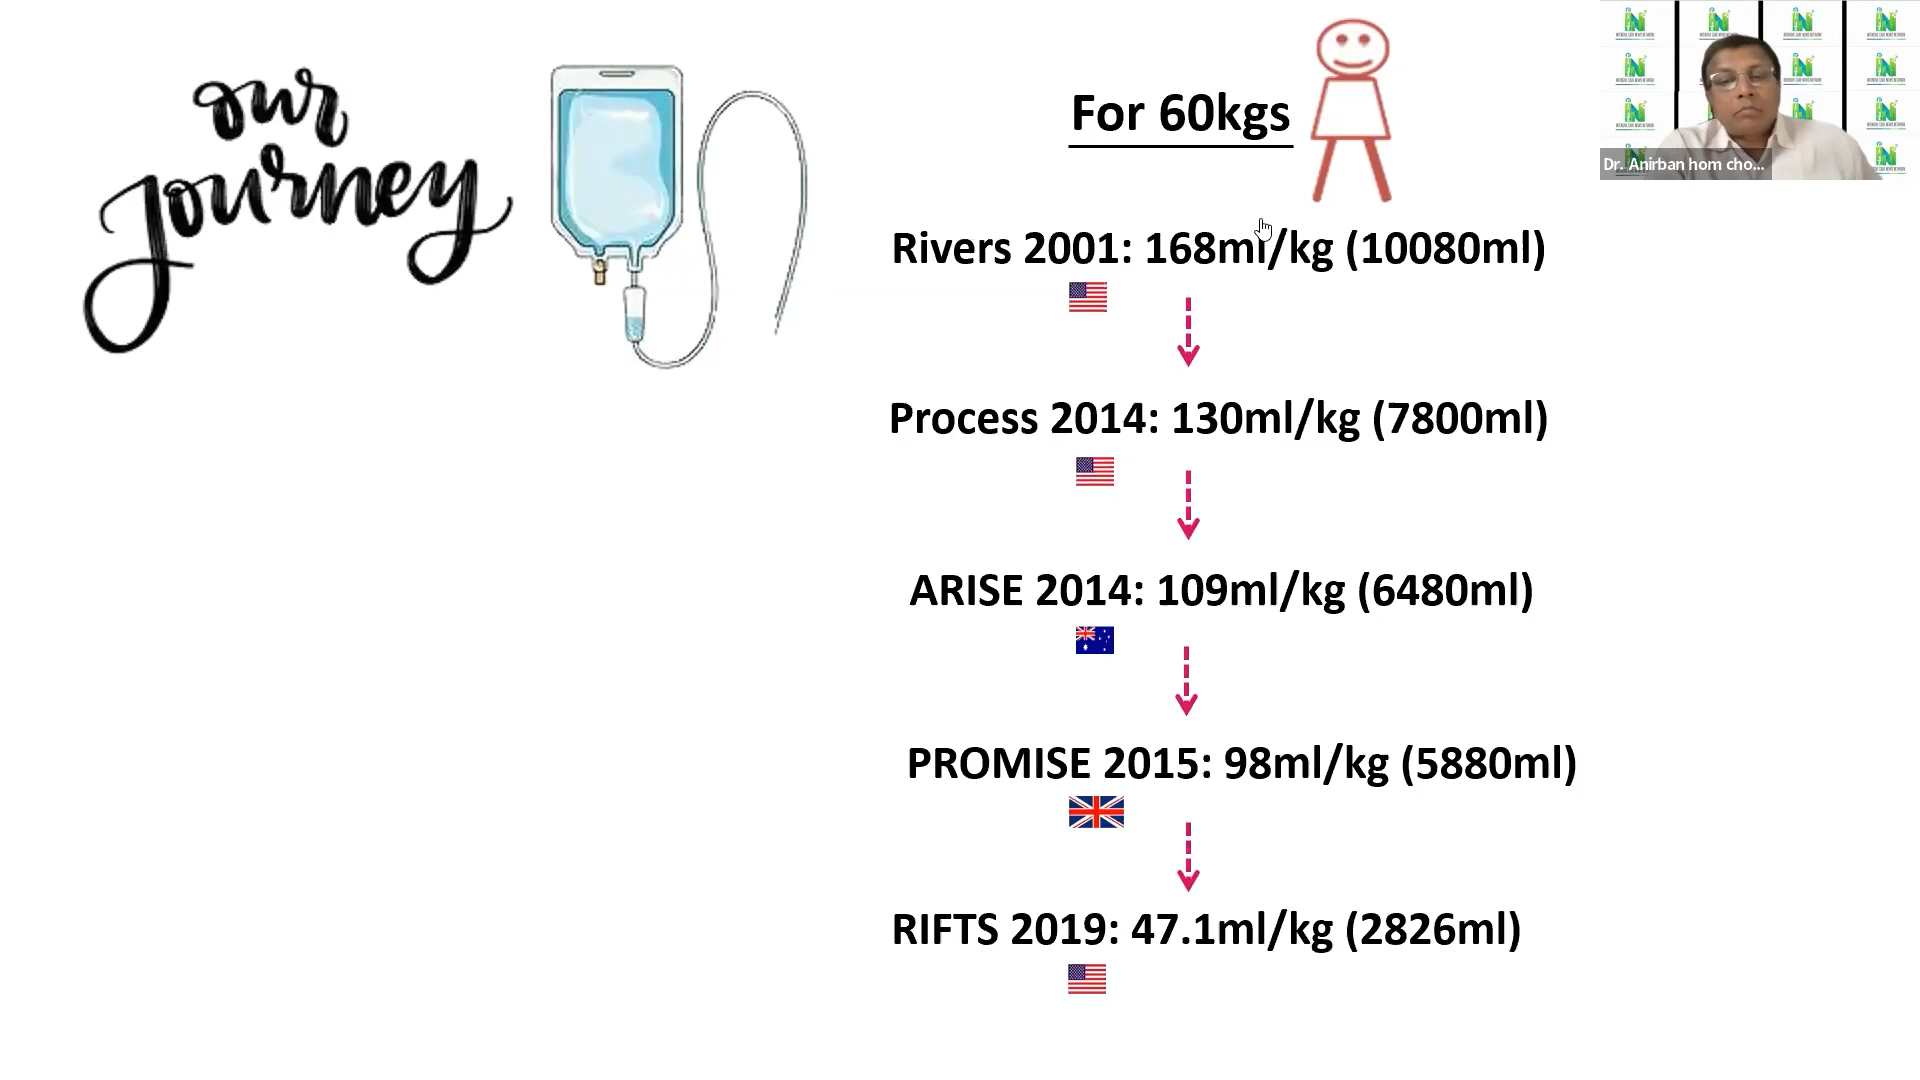 our
journey
For 60kgs
Rivers 2001: 168ml/kg (10080ml)
Process 2014: 130ml/kg (7800ml)
ARISE 2014: 109ml/kg (6480ml)
PROMISE 2015: 98ml/kg (5880ml)
RIFTS 2019: 47.1ml/kg (2826ml)
Dr. Anirban hom cho...